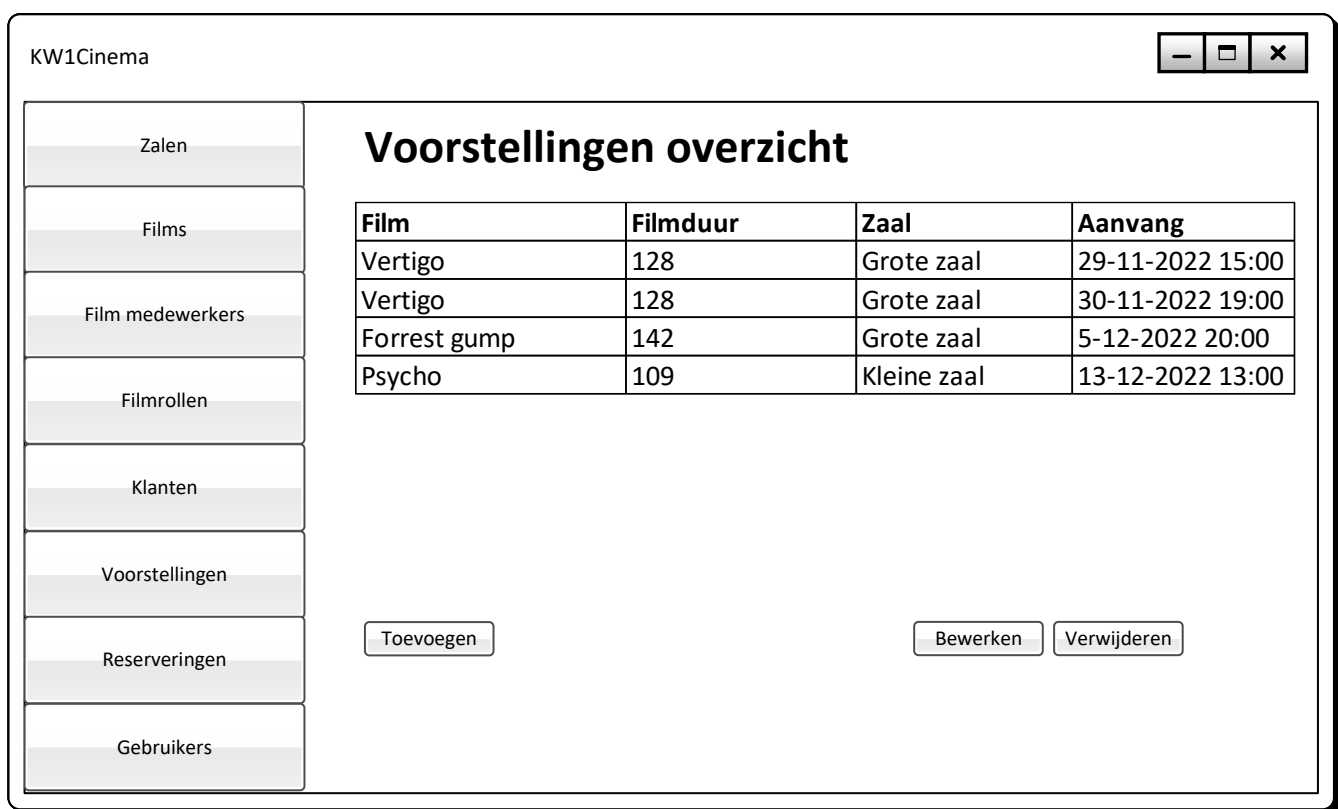 KW1Cinema
Zalen
Films
Film medewerkers
Filmrollen
Klanten
Voorstellingen
Reserveringen
Gebruikers
Voorstellingen overzicht
Film Filmduur Zaal Aanvang
Vertigo 128 Grote zaal 29-11-2022 15:00
Vertigo 128 Grote zaal 30-11-2022 19:00
Forrest gump 142 Grote zaal 5-12-2022 20:00
Psycho 109 Kleine zaal 13-12-2022 13:00
Toevoegen Bewerken Verwijderen